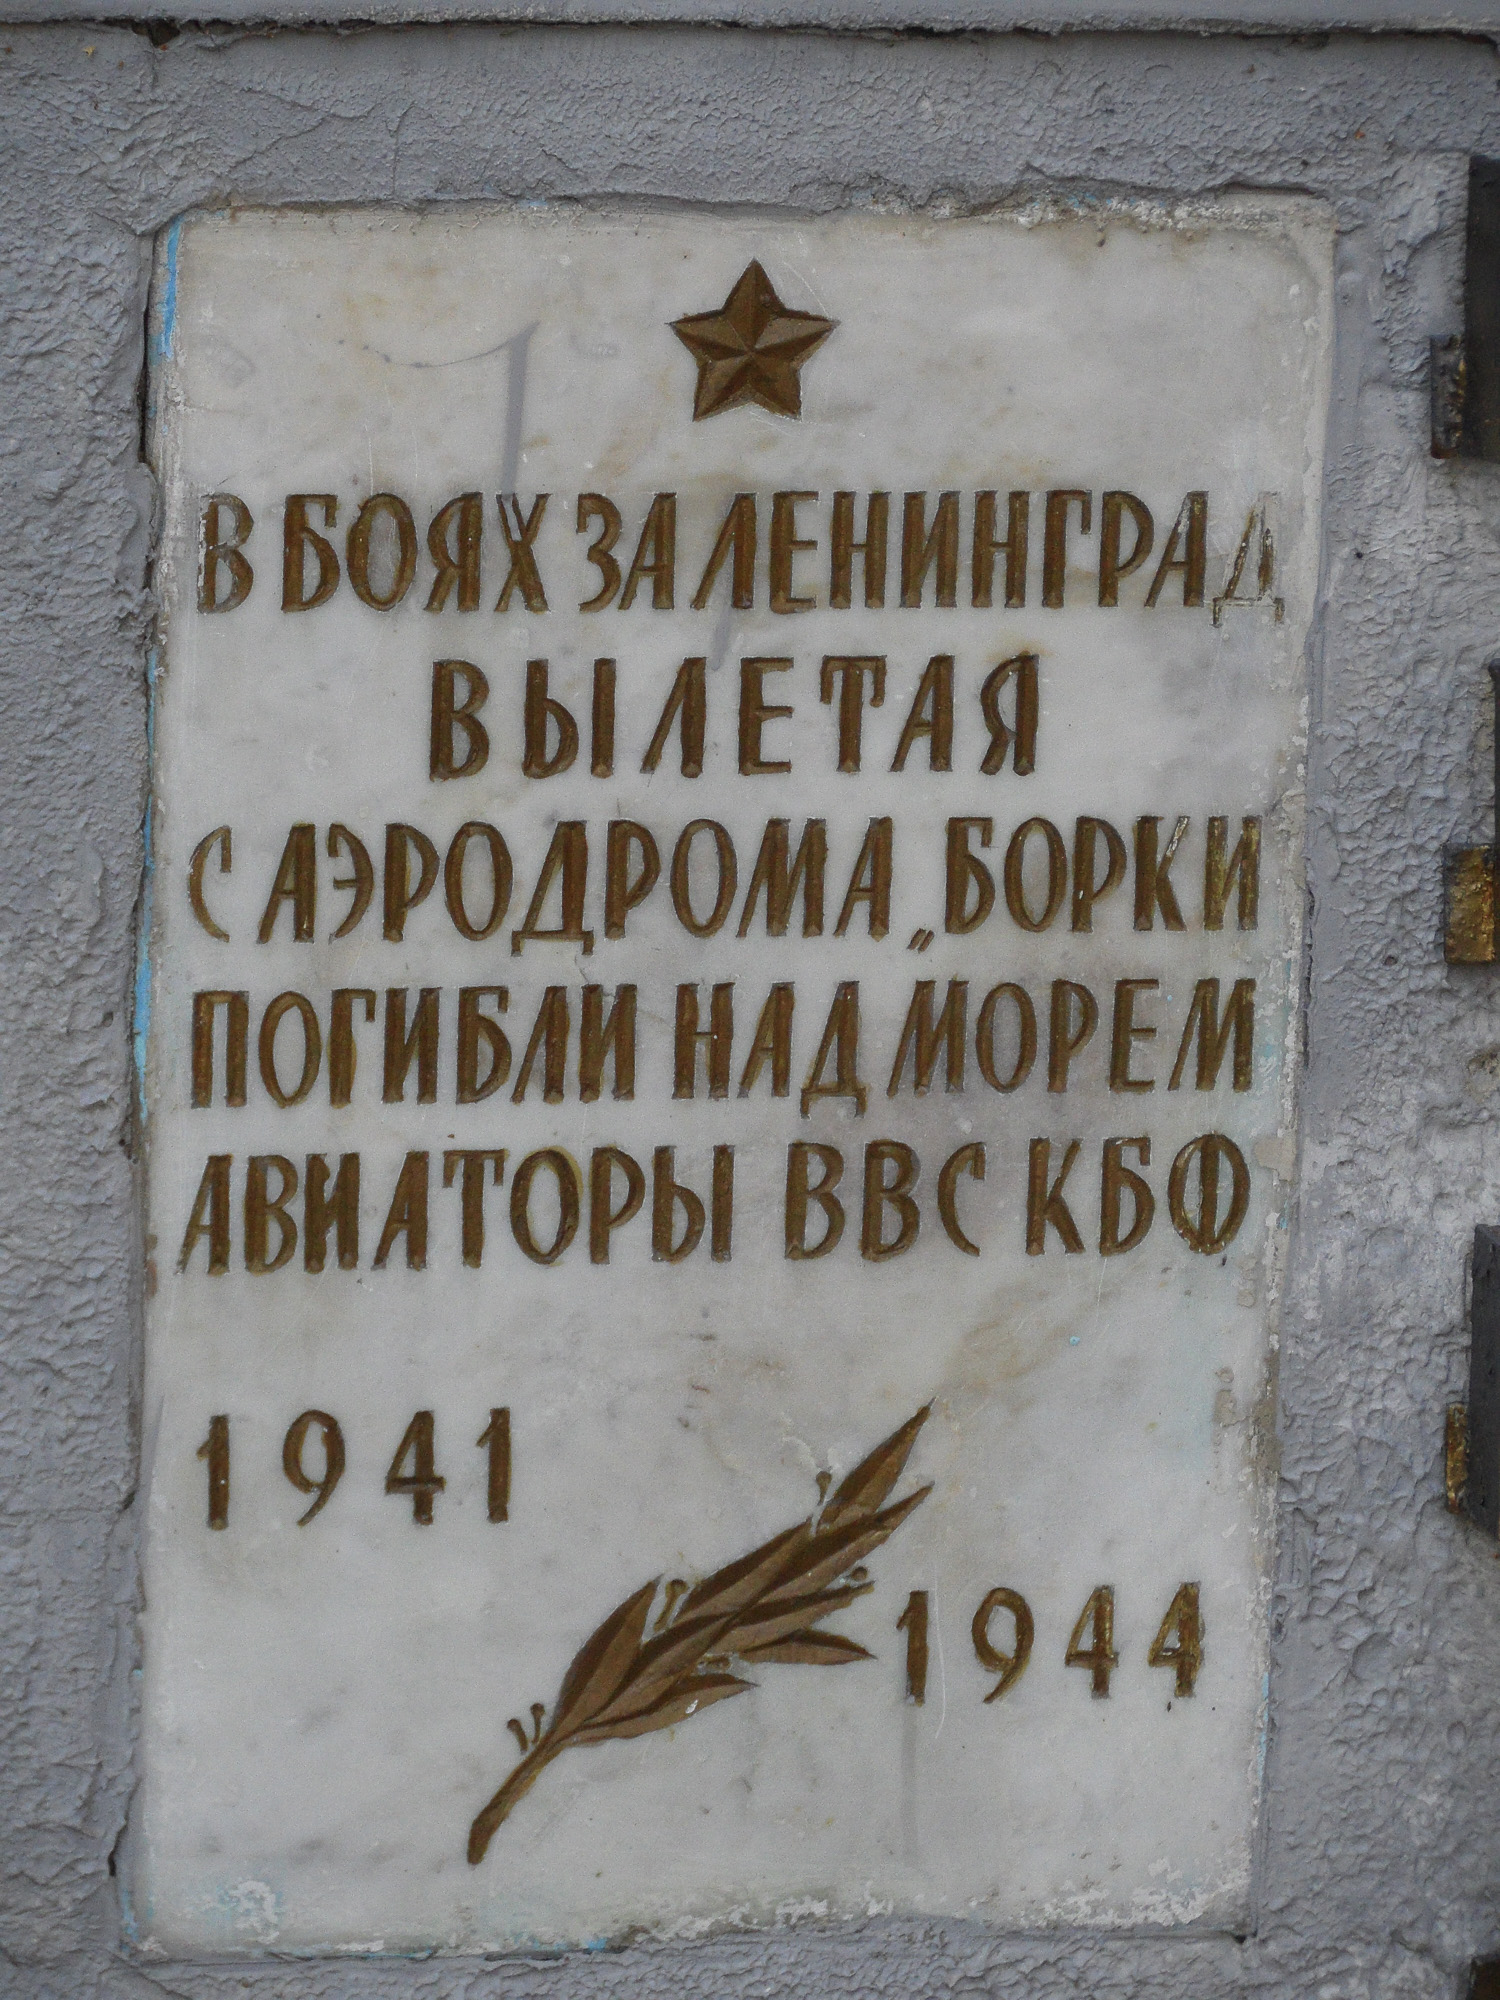 В БОЯХ ЗА ЛЕНИНГРАД
ВЫЛЕТАЯ
С АЭРОДРОМА „БОРКИ"
ПОГИБЛИ НАД МОРЕМ
АВИАТОРЫ ВВС КБФ
1941
1944